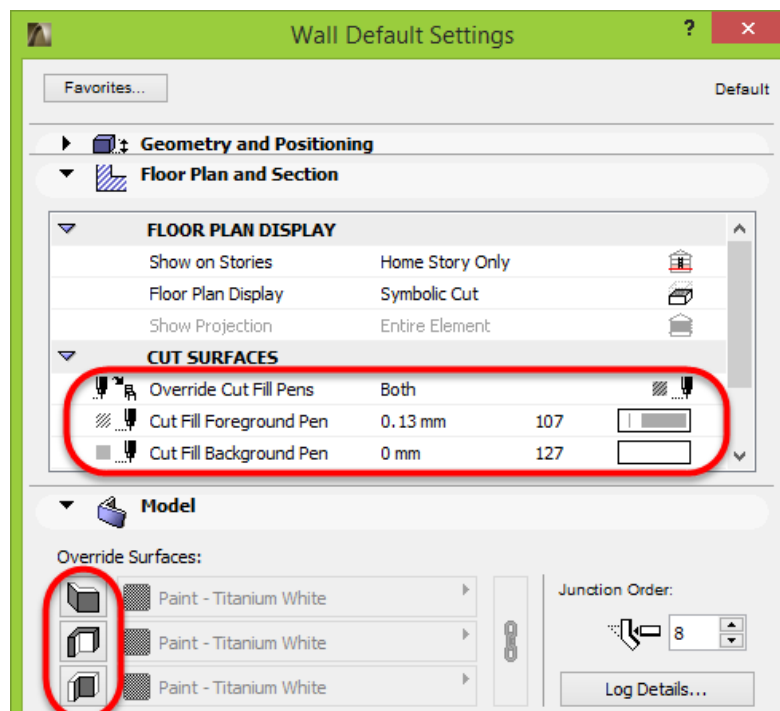 Wall Default Settings ? ×
Favorites... Default
Geometry and Positioning
Floor Plan and Section
FLOOR PLAN DISPLAY
Show on Stories Home Story Only
Floor Plan Display Symbolic Cut
Show Projection Entire Element
CUT SURFACES
Override Cut Fill Pens Both
Cut Fill Foreground Pen 0.13 mm 107
Cut Fill Background Pen 0 mm 127
Model
Override Surfaces:
Junction Order:
Paint - Titanium White
Paint - Titanium White 8
Paint - Titanium White Log Details...